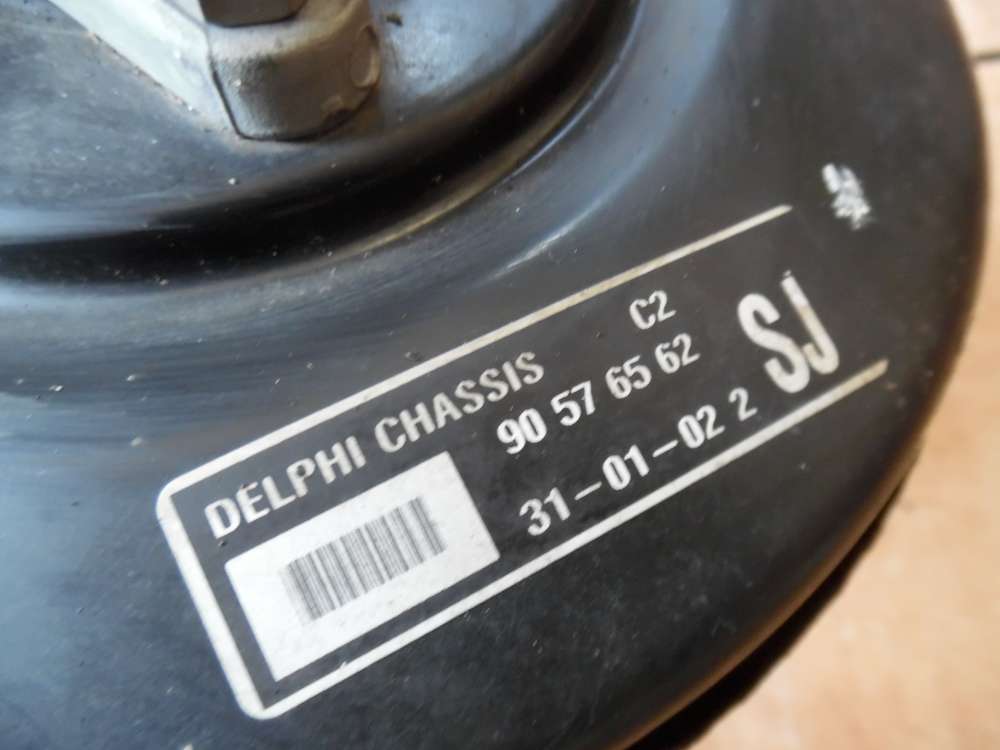 DELPHI CHASSIS C2
90 57 65 62
31-01-02 2
SJ